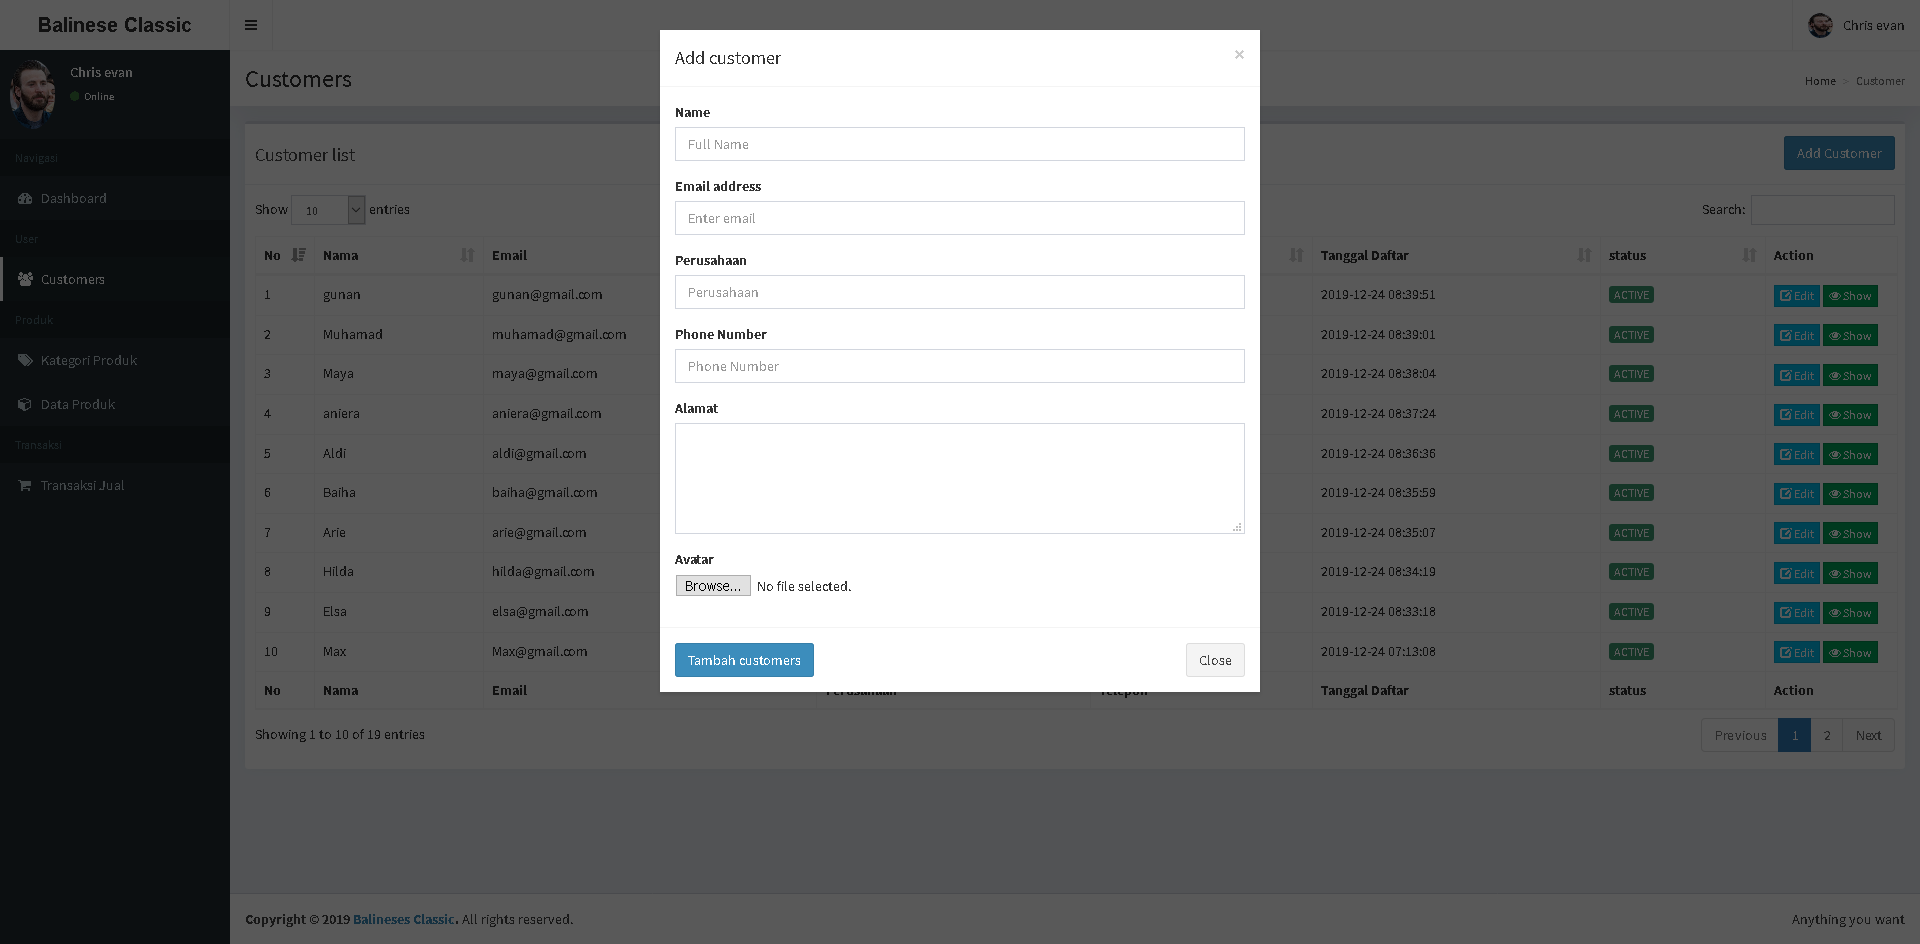 Balinese Classic
Chris evan
Chris evan
Online
Navigasi
Dashboard
User
Customers
Produk
Kategori Produk
Data Produk
Transaksi
Transaksi Jual
Customers
Home > Customer
Customer list
Add Customer
Show 10 entries
Search:
No Nama Email Tanggal Daftar status Action
1 gunan gunan@gmail.com 2019-12-24 08:39:51 ACTIVE Edit Show
2 Muhamad muhamad@gmail.com 2019-12-24 08:39:01 ACTIVE Edit Show
3 Maya maya@gmail.com 2019-12-24 08:38:04 ACTIVE Edit Show
4 aniera aniera@gmail.com 2019-12-24 08:37:24 ACTIVE Edit Show
5 Aldi aldi@gmail.com 2019-12-24 08:36:36 ACTIVE Edit Show
6 Baiha baiha@gmail.com 2019-12-24 08:35:59 ACTIVE Edit Show
7 Arie arie@gmail.com 2019-12-24 08:35:07 ACTIVE Edit Show
8 Hilda hilda@gmail.com 2019-12-24 08:34:19 ACTIVE Edit Show
9 Elsa elsa@gmail.com 2019-12-24 08:33:18 ACTIVE Edit Show
10 Max Max@gmail.com 2019-12-24 07:13:08 ACTIVE Edit Show
No Nama Email Perusahaan Telepon Tanggal Daftar status Action
Showing 1 to 10 of 19 entries
Previous 1 2 Next
Add customer ×
Name
Full Name
Email address
Enter email
Perusahaan
Perusahaan
Phone Number
Phone Number
Alamat
Avatar
Browse... No file selected.
Tambah customers
Close
Copyright © 2019 Balineses Classic. All rights reserved.
Anything you want